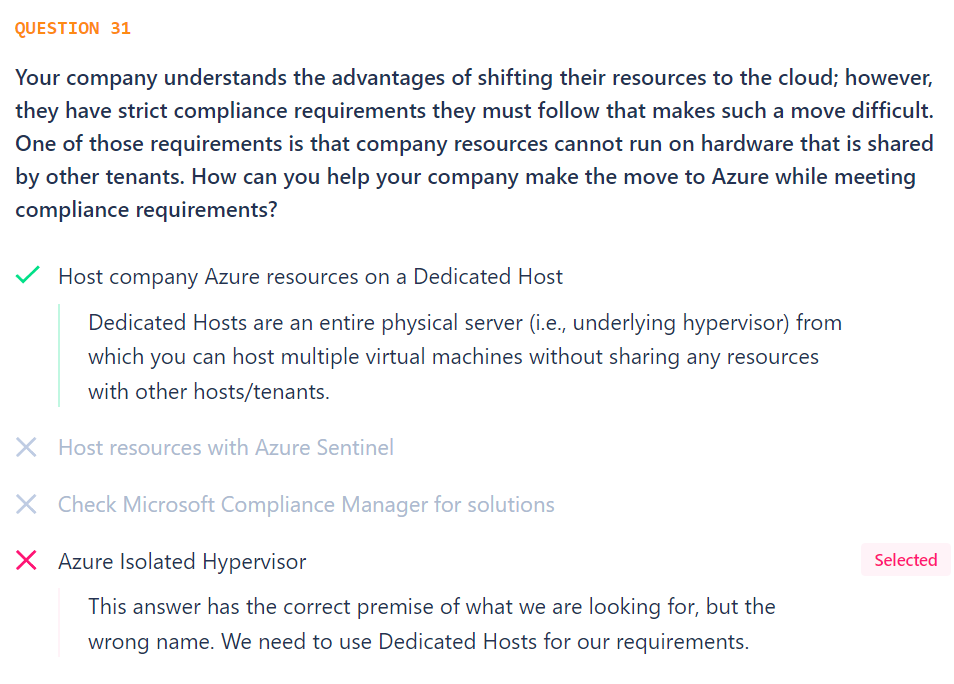 QUESTION 31
Your company understands the advantages of shifting their resources to the cloud; however,
they have strict compliance requirements they must follow that makes such a move difficult.
One of those requirements is that company resources cannot run on hardware that is shared
by other tenants. How can you help your company make the move to Azure while meeting
compliance requirements?
Host company Azure resources on a Dedicated Host
Dedicated Hosts are an entire physical server (i.e., underlying hypervisor) from
which you can host multiple virtual machines without sharing any resources
with other hosts/tenants.
Host resources with Azure Sentinel
Check Microsoft Compliance Manager for solutions
Azure Isolated Hypervisor
Selected
This answer has the correct premise of what we are looking for, but the
wrong name. We need to use Dedicated Hosts for our requirements.